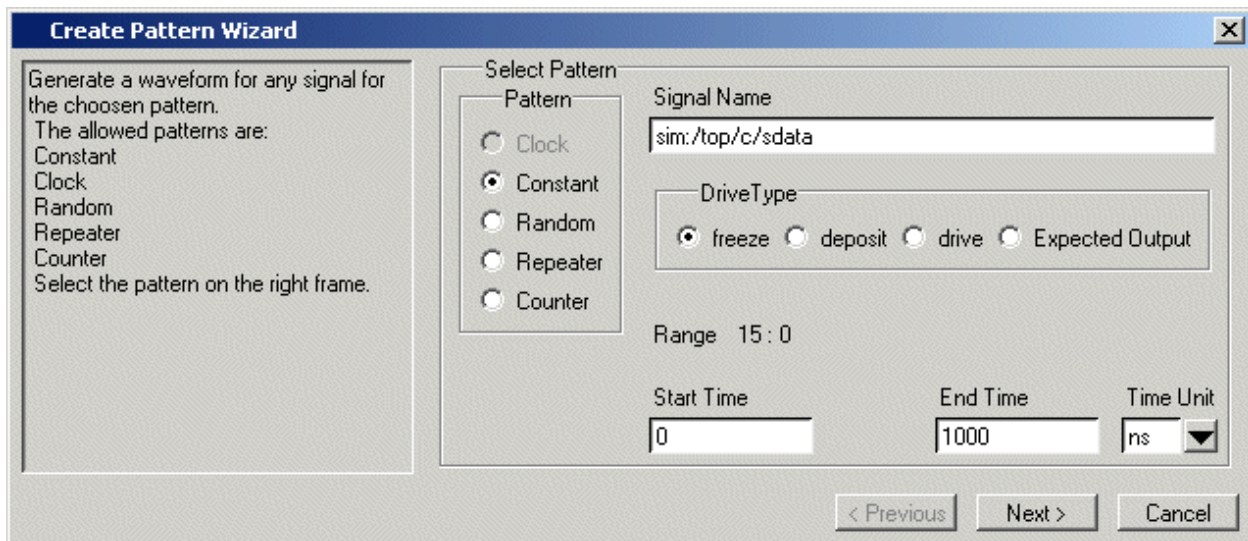 Create Pattern Wizard
Generate a waveform for any signal for
the choosen pattern.
The allowed patterns are:
Constant
Clock
Random
Repeater
Counter
Select the pattern on the right frame.
Select Pattern
Pattern
Clock
Constant
Random
Repeater
Counter
Signal Name
sim:/top/c/sdata
DriveType
freeze deposit drive Expected Output
Range 15 : 0
Start Time End Time Time Unit
0 1000 ns
< Previous Next > Cancel